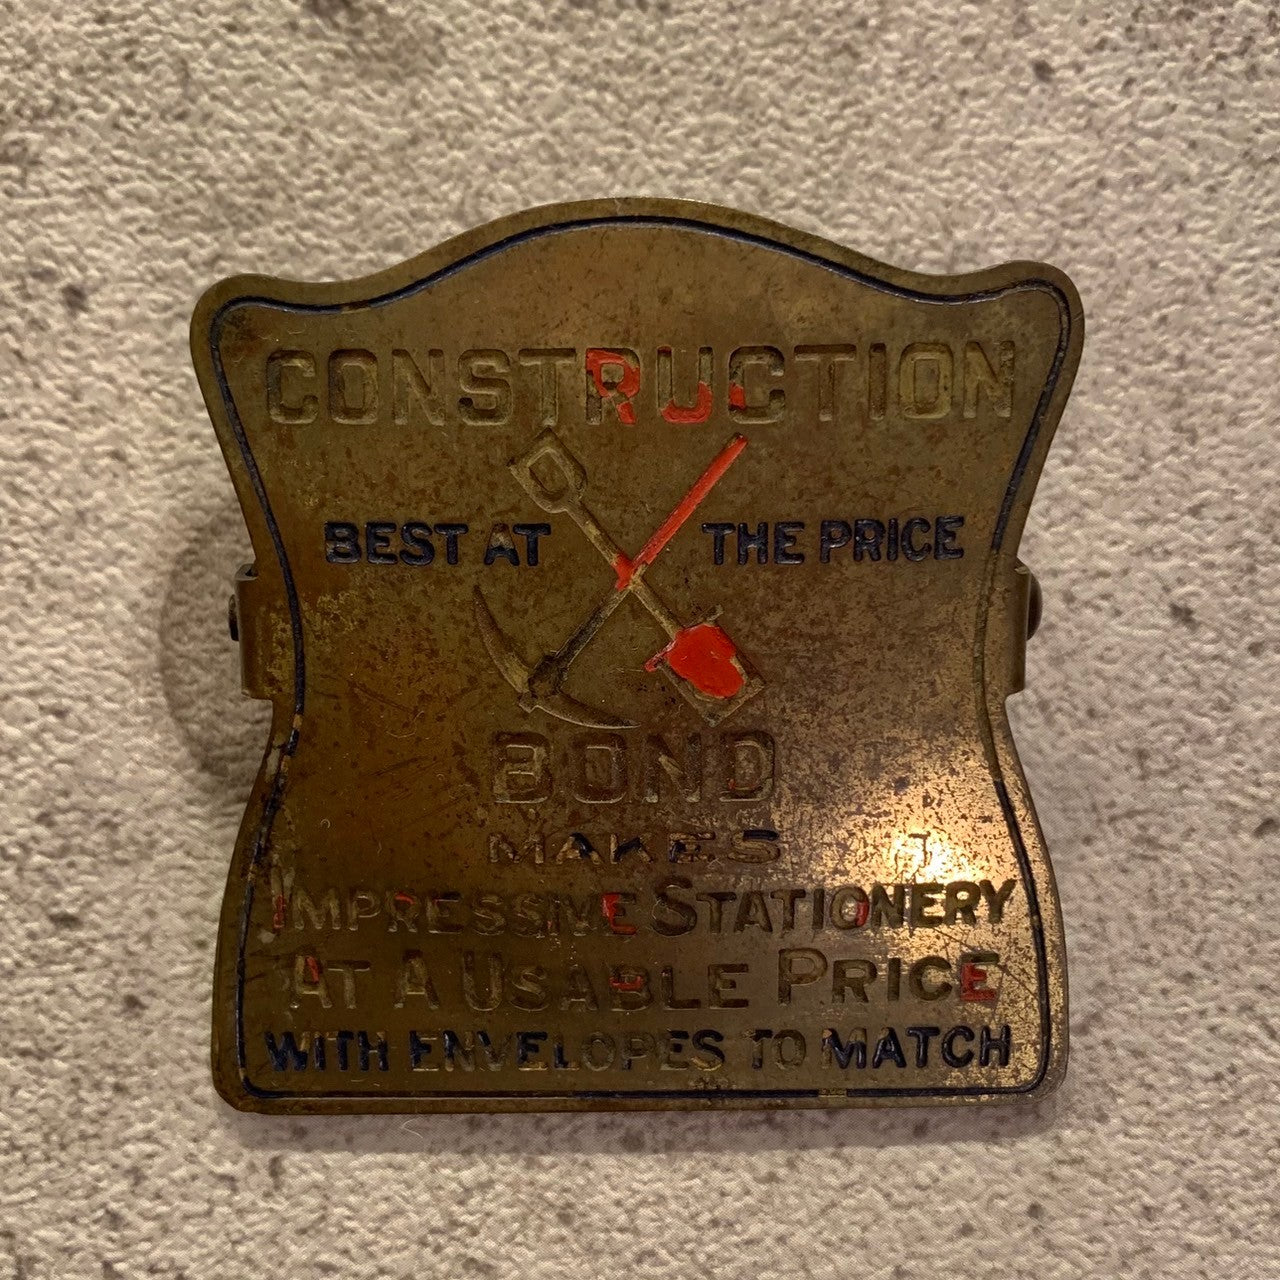 CONSTRUCTION
BEST AT THE PRICE
BOND
MAKES
IMPRESSIVE STATIONERY
AT A USABLE PRICE
WITH ENVELOPES TO MATCH